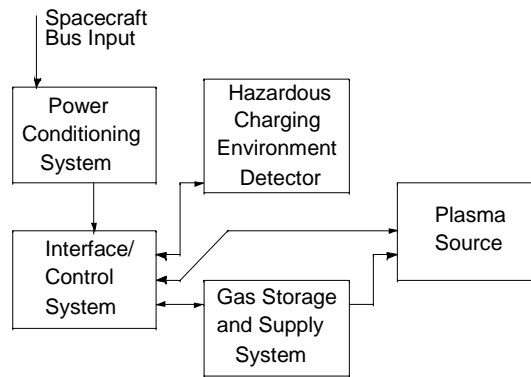 Spacecraft
Bus Input
Power
Conditioning
System
Hazardous
Charging
Environment
Detector
Interface/
Control
System
Plasma
Source
Gas Storage
and Supply
System